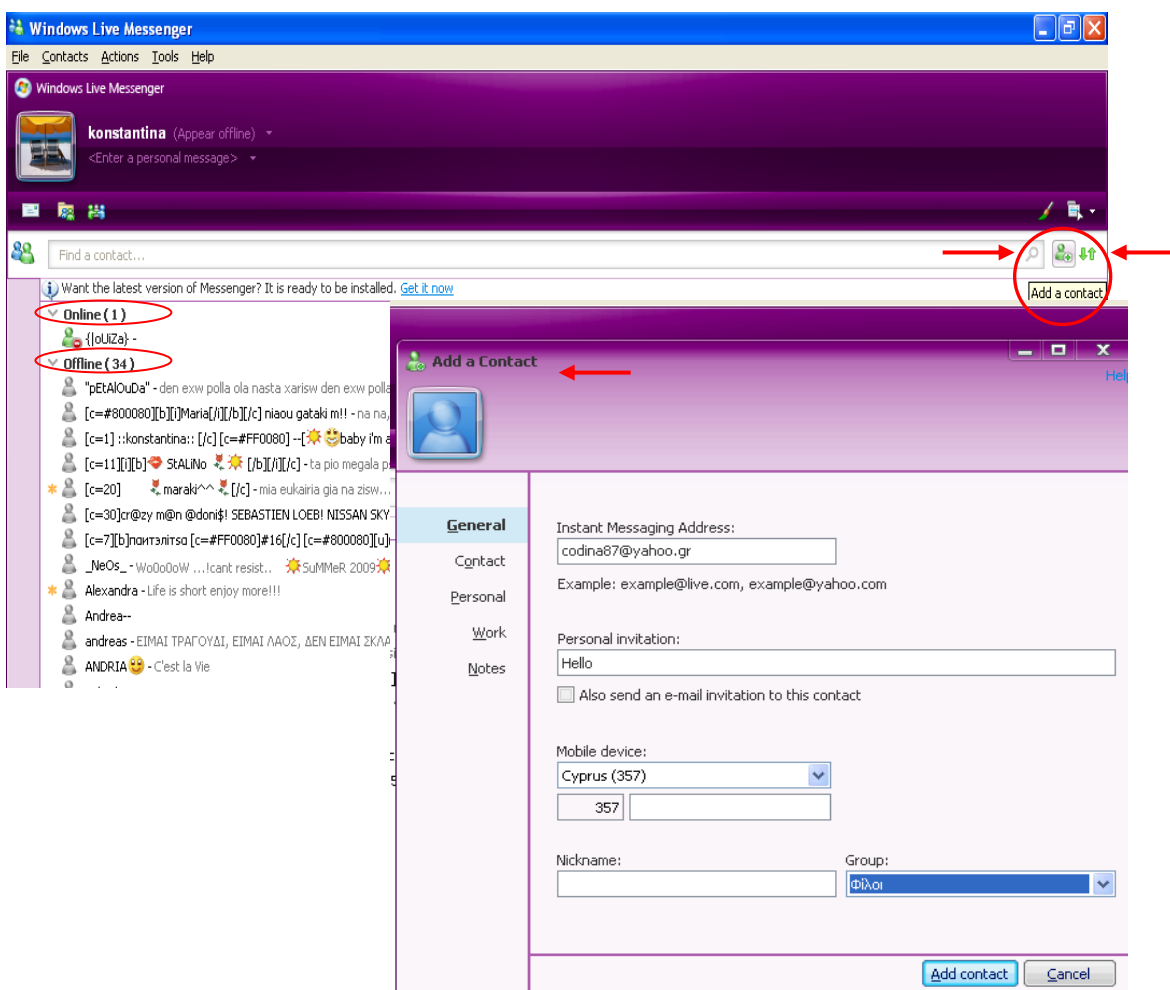 Windows Live Messenger
File Contacts Actions Tools Help
Windows Live Messenger
konstantina (Appear offline)
<Enter a personal message>
Find a contact...
Add a contact
Want the latest version of Messenger? It is ready to be installed. Get it now
Online (1)
{|oUiZa} -
Offline (34)
"pEtAlOuDa" - den exw polla ola nasta xarisw den exw polla
[c=#800080][b][i]Maria[/i][/b][/c] niaou gataki m!! - na na,
[c=1] ::konstantina:: [/c] [c=#FF0080] --[☀😁baby i'm a
[c=11][i][b]💋 StALiNo 🌷☀ [/b][/i][/c] - ta pio megala p
[c=20] 🌷maraki^^🌷[/c] - mia eukairia gia na zisw...
[c=30]cr@zy m@n @doni$! SEBASTIEN LOEB! NISSAN SKY
[c=#FF0080]#16[/c] [c=#800080][u]
_NeOs_ - Wo0o0oW ...!cant resist.. ☀SuMMeR 2009☀
Alexandra - Life is short enjoy more!!!
Andrea--
andreas - ΕΙΜΑΙ ΤΡΑΓΟΥΔΙ, ΕΙΜΑΙ ΛΑΟΣ, ΔΕΝ ΕΙΜΑΙ ΣΚΛΑ
ANDRIA😁 - C'est la Vie
Add a Contact
Help
General
Contact
Personal
Work
Notes
Instant Messaging Address:
codina87@yahoo.gr
Example: example@live.com, example@yahoo.com
Personal invitation:
Hello
Also send an e-mail invitation to this contact
Mobile device:
Cyprus (357)
357
Nickname: Group:
Φίλοι
Add contact Cancel